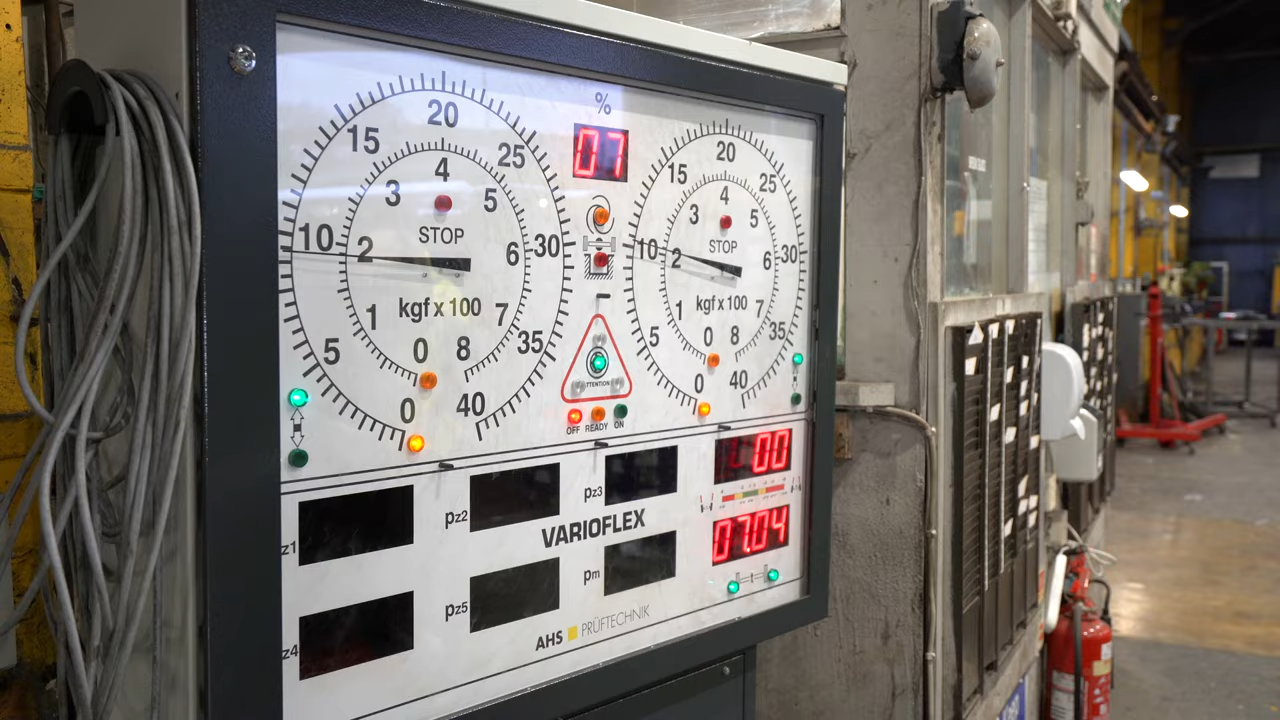 %
07
20
15
25
10
30
5
35
0
40
4
3
5
2
6
1
7
0
8
STOP
kgf x 100
20
15
25
10
30
5
35
0
40
4
3
5
2
6
1
7
0
8
STOP
kgf x 100
ATTENTION
OFF READY ON
00
07.04
z1
pz2
pz3
VARIOFLEX
z4
pz5
pm
AHS PRÜFTECHNIK